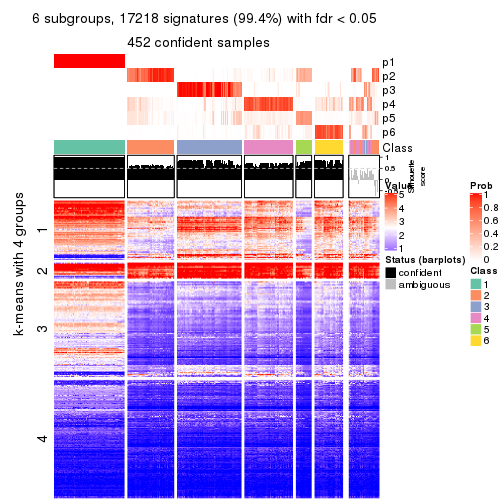 6 subgroups, 17218 signatures (99.4%) with fdr < 0.05
452 confident samples
p1
p2
p3
p4
p5
p6
Class
1
0.5
0
-0.5
Silhouette
score
k-means with 4 groups
1
2
3
4
Value
5
4
3
2
1
Status (barplots)
confident
ambiguous
Prob
1
0.8
0.6
0.4
0.2
0
Class
1
2
3
4
5
6